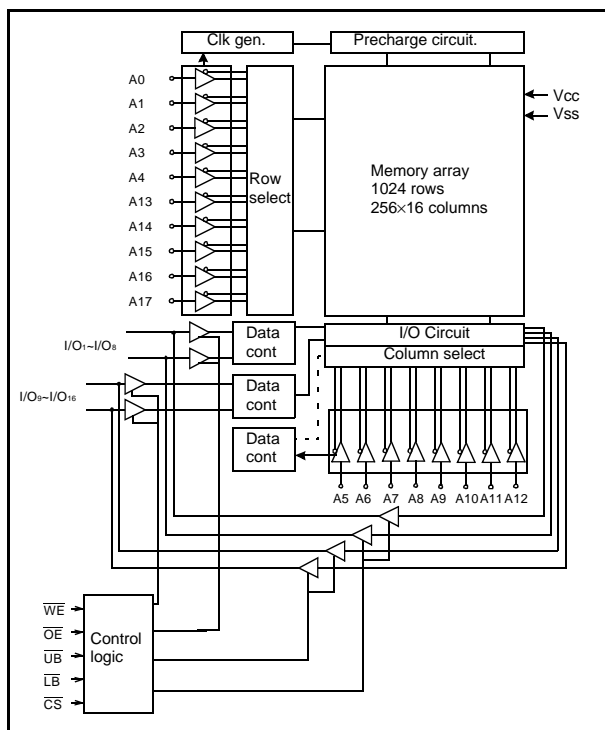 Clk gen.
Precharge circuit.
A0
A1
A2
A3
A4
A13
A14
A15
A16
A17
Row
select
Memory array
1024 rows
256×16 columns
Vcc
Vss
I/O1~I/O8
I/O9~I/O16
Data
cont
Data
cont
Data
cont
I/O Circuit
Column select
A5 A6 A7 A8 A9 A10 A11 A12
WE
OE
UB
LB
CS
Control
logic